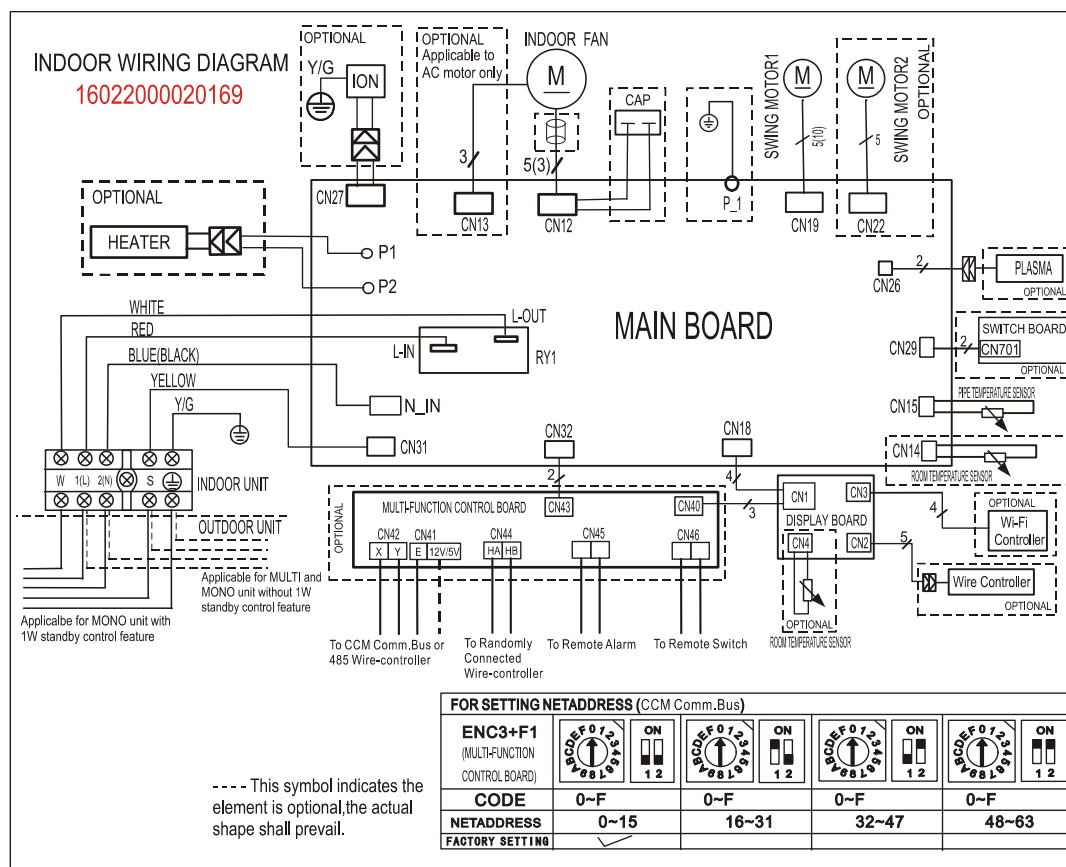 INDOOR WIRING DIAGRAM
16022000020169
OPTIONAL
Y/G
ION
CN27
OPTIONAL
Applicable to
AC motor only
3
CN13
INDOOR FAN
M
5(3)
CN12
CAP
P_1
SWING MOTOR1
M
5(10)
CN19
SWING MOTOR2
OPTIONAL
M
5
CN22
OPTIONAL
HEATER
P1
P2
MAIN BOARD
CN26
2
PLASMA
OPTIONAL
CN29
2
SWITCH BOARD
CN701
OPTIONAL
CN15
PIPE TEMPERATURE SENSOR
CN14
ROOM TEMPERATURE SENSOR
WHITE
RED
BLUE(BLACK)
YELLOW
Y/G
L-OUT
L-IN
RY1
N_IN
CN31
CN32
2
CN18
4
W 1(L) 2(N) S
INDOOR UNIT
OUTDOOR UNIT
Applicable for MULTI and
MONO unit without 1W
standby control feature
Applicalbe for MONO unit with
1W standby control feature
OPTIONAL
MULTI-FUNCTION CONTROL BOARD
CN43
CN40
3
CN42
X Y
CN41
E 12V/5V
CN44
HA HB
CN45
CN46
To CCM Comm.Bus or
485 Wire-controller
To Randomly
Connected
Wire-controller
To Remote Alarm
To Remote Switch
CN1
CN3
DISPLAY BOARD
CN4
CN2
OPTIONAL
ROOM TEMPERATURE SENSOR
4
OPTIONAL
Wi-Fi
Controller
5
Wire Controller
OPTIONAL
---- This symbol indicates the
element is optional,the actual
shape shall prevail.
FOR SETTING NETADDRESS (CCM Comm.Bus)
ENC3+F1
(MULTI-FUNCTION
CONTROL BOARD)
0123456789ABCDEF
ON
1 2
0123456789ABCDEF
ON
1 2
0123456789ABCDEF
ON
1 2
0123456789ABCDEF
ON
1 2
CODE 0~F 0~F 0~F 0~F
NETADDRESS 0~15 16~31 32~47 48~63
FACTORY SETTING